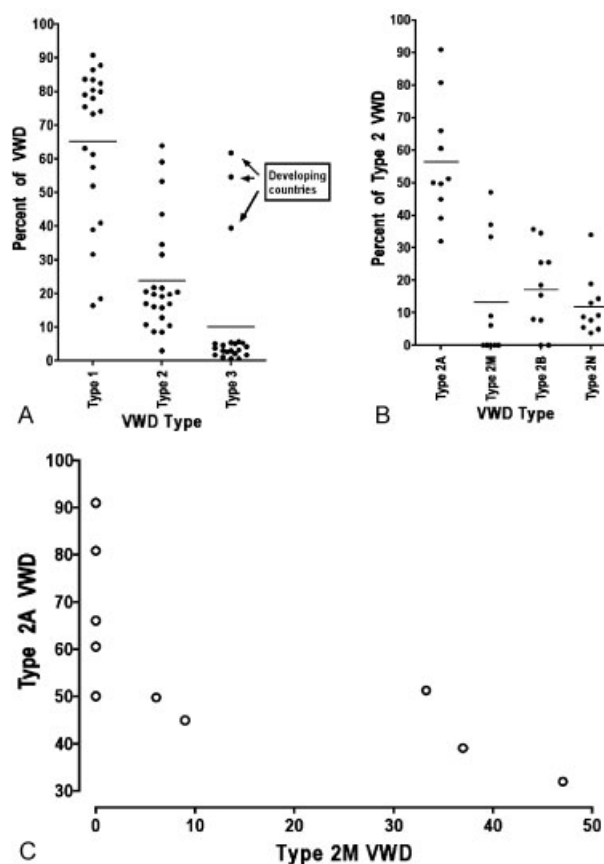 100
90
80
70
60
50
40
30
20
10
0
Percent of VWD
Developing
countries
Type 1
Type 2
Type 3
VWD Type
A
100
90
80
70
60
50
40
30
20
10
0
Percent of Type 2 VWD
Type 2A
Type 2M
Type 2B
Type 2N
VWD Type
B
100
90
80
70
60
50
40
30
Type 2A VWD
0 10 20 30 40 50
Type 2M VWD
C